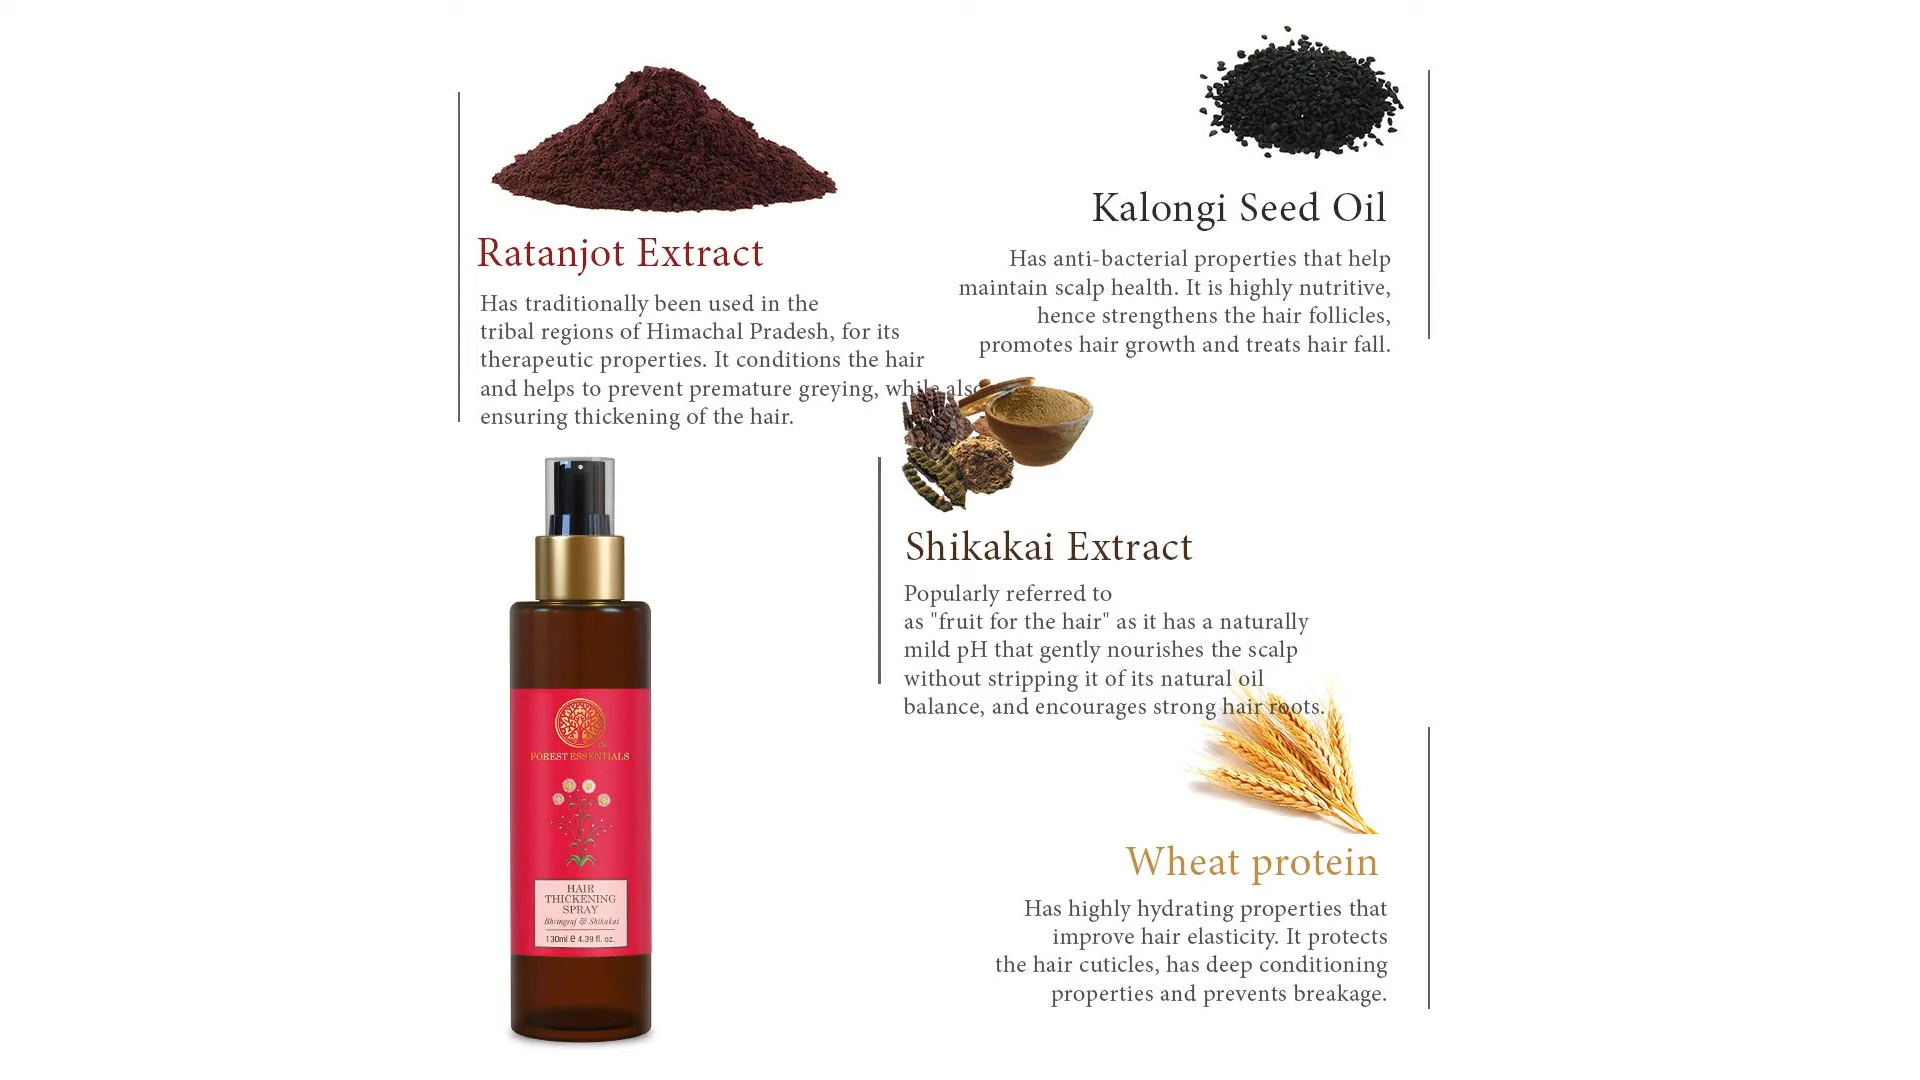 Ratanjot Extract
Has traditionally been used in the
tribal regions of Himachal Pradesh, for its
therapeutic properties. It conditions the hair
and helps to prevent premature greying, while also
ensuring thickening of the hair.
Kalongi Seed Oil
Has anti-bacterial properties that help
maintain scalp health. It is highly nutritive,
hence strengthens the hair follicles,
promotes hair growth and treats hair fall.
Shikakai Extract
Popularly referred to
as "fruit for the hair" as it has a naturally
mild pH that gently nourishes the scalp
without stripping it of its natural oil
balance, and encourages strong hair roots.
Wheat protein
Has highly hydrating properties that
improve hair elasticity. It protects
the hair cuticles, has deep conditioning
properties and prevents breakage.
TM
FOREST ESSENTIALS
HAIR
THICKENING
SPRAY
Bhringraj & Shikakai
130ml e 4.39 fl. oz.